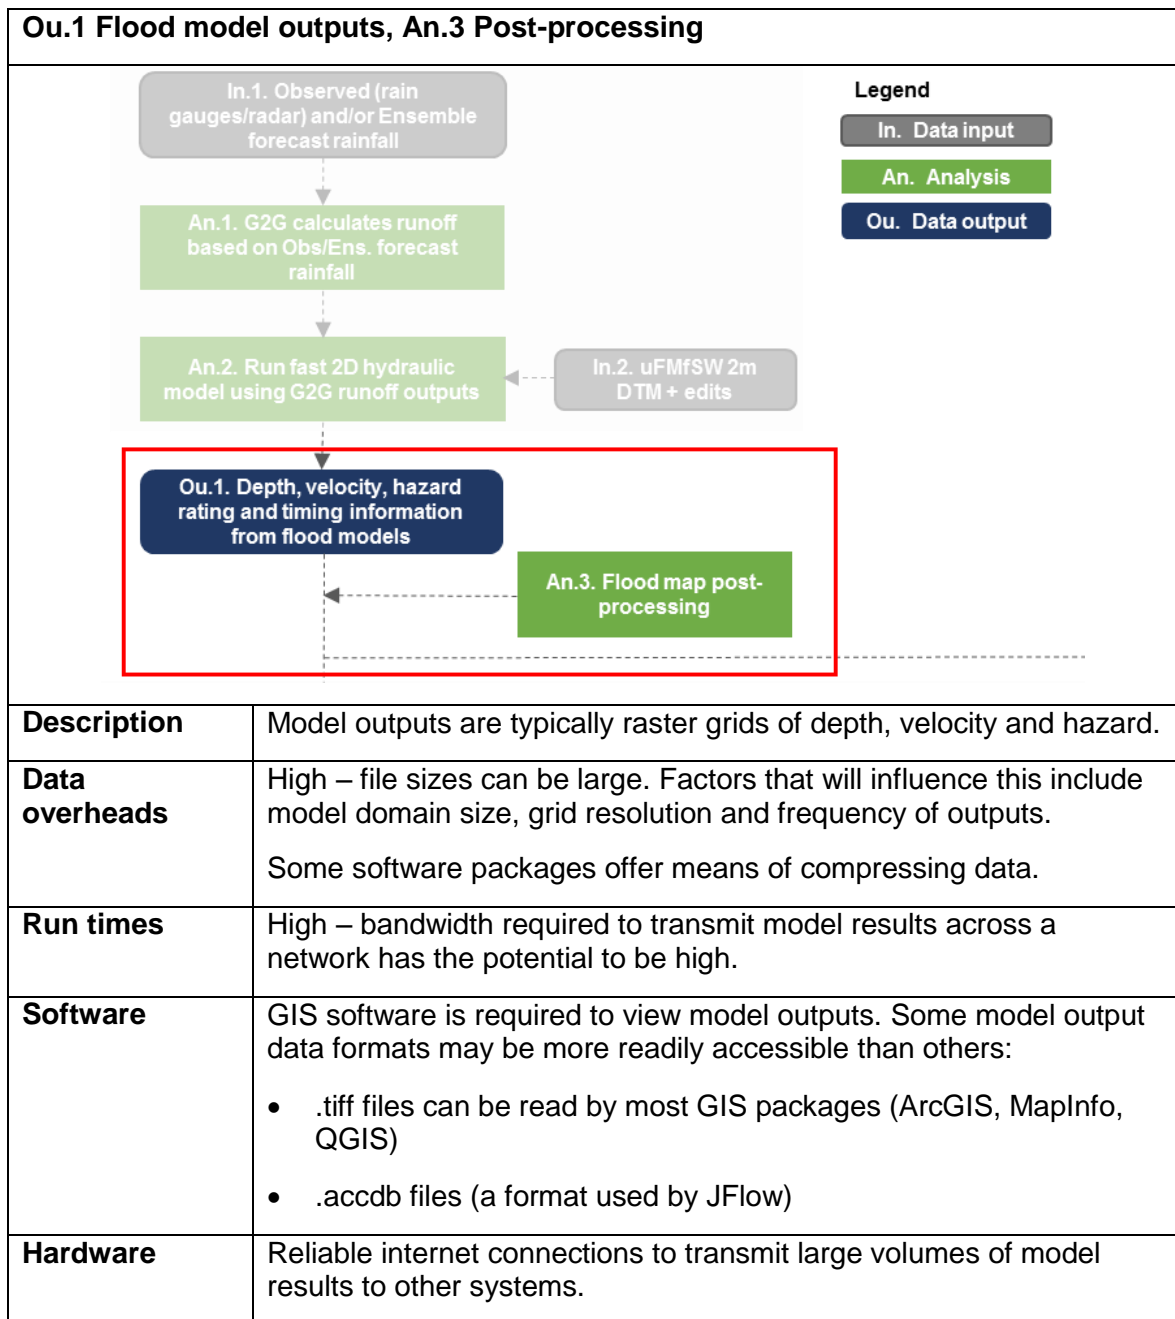 Ou.1 Flood model outputs, An.3 Post-processing
In.1. Observed (rain
gauges/radar) and/or Ensemble
forecast rainfall
Legend
In. Data input
An. Analysis
Ou. Data output
An.1. G2G calculates runoff
based on Obs/Ens. forecast
rainfall
An.2. Run fast 2D hydraulic
model using G2G runoff outputs
In.2. uFMfSW 2m
DTM + edits
Ou.1. Depth, velocity, hazard
rating and timing information
from flood models
An.3. Flood map post-
processing
Description
Model outputs are typically raster grids of depth, velocity and hazard.
Data
overheads
High – file sizes can be large. Factors that will influence this include
model domain size, grid resolution and frequency of outputs.
Some software packages offer means of compressing data.
Run times
High – bandwidth required to transmit model results across a
network has the potential to be high.
Software
GIS software is required to view model outputs. Some model output
data formats may be more readily accessible than others:
• .tiff files can be read by most GIS packages (ArcGIS, MapInfo,
QGIS)
• .accdb files (a format used by JFlow)
Hardware
Reliable internet connections to transmit large volumes of model
results to other systems.